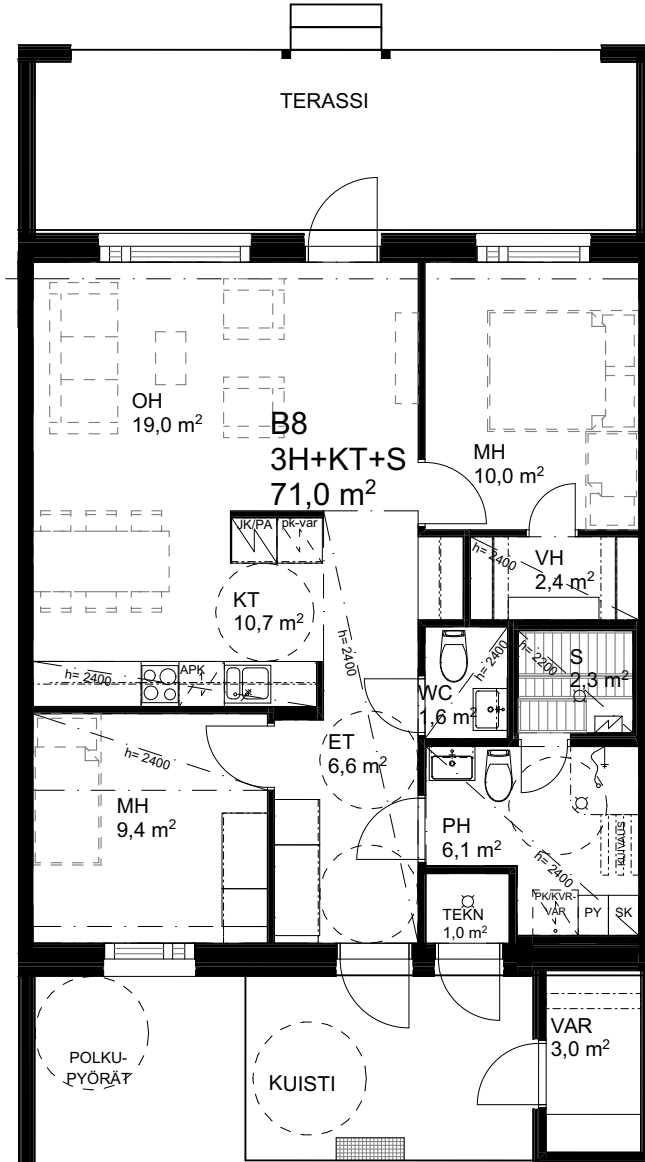 TERASSI
OH
19,0 m²
B8
3H+KT+S
71,0 m²
MH
10,0 m²
JK/PA
pk-var
h= 2400
VH
2,4 m²
KT
10,7 m²
h= 2400
h= 2400
APK
h= 2400
WC
1,6 m²
h= 2200
S
2,3 m²
ET
6,6 m²
h= 2400
MH
9,4 m²
PH
6,1 m²
KUIVAUS
h= 2400
PK/KVR-
VAR
PY
SK
TEKN
1,0 m²
POLKU-
PYÖRÄT
KUISTI
VAR
3,0 m²